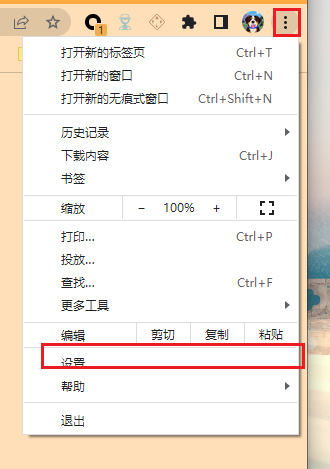 1
打开新的标签页 Ctrl+T
打开新的窗口 Ctrl+N
打开新的无痕式窗口 Ctrl+Shift+N
历史记录
下载内容 Ctrl+J
书签
缩放 − 100% +
打印... Ctrl+P
投放...
查找... Ctrl+F
更多工具
编辑 剪切 复制 粘贴
设置
帮助
退出